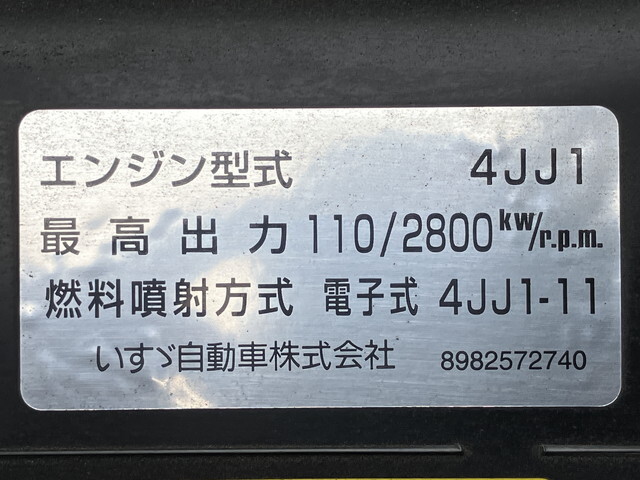 エンジン型式 4JJ1
最高出力 110/2800 kw/r.p.m.
燃料噴射方式 電子式 4JJ1-11
いすゞ自動車株式会社 8982572740